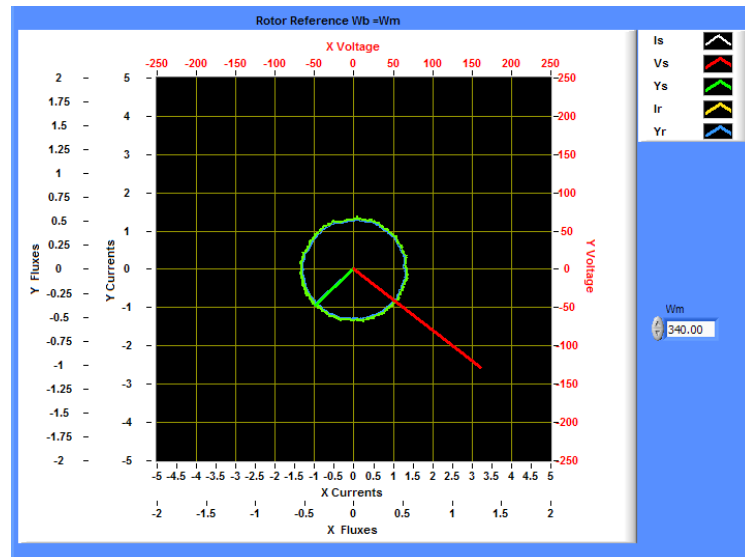 Rotor Reference Wb =Wm
X Voltage
-250 -200 -150 -100 -50 0 50 100 150 200 250
2 5 250
1.75
1.5 4 200
1.25
1 3 150
0.75 2 100
0.5
0.25 1 50
0 0 0
-0.25
-0.5 -1 -50
-0.75 -2 -100
-1
-1.25 -3 -150
-1.5 -4 -200
-1.75
-2 -5 -250
Y Fluxes
Y Currents
Y Voltage
-5 -4.5 -3.5 -2.5 -1.5 -1 -0.5 0.0 0.5 1 1.5 2.5 3.5 4.5 5
X Currents
-2 -1.5 -1 -0.5 0 0.5 1 1.5 2
X Fluxes
Is
Vs
Ys
Ir
Yr
Wm
340.00